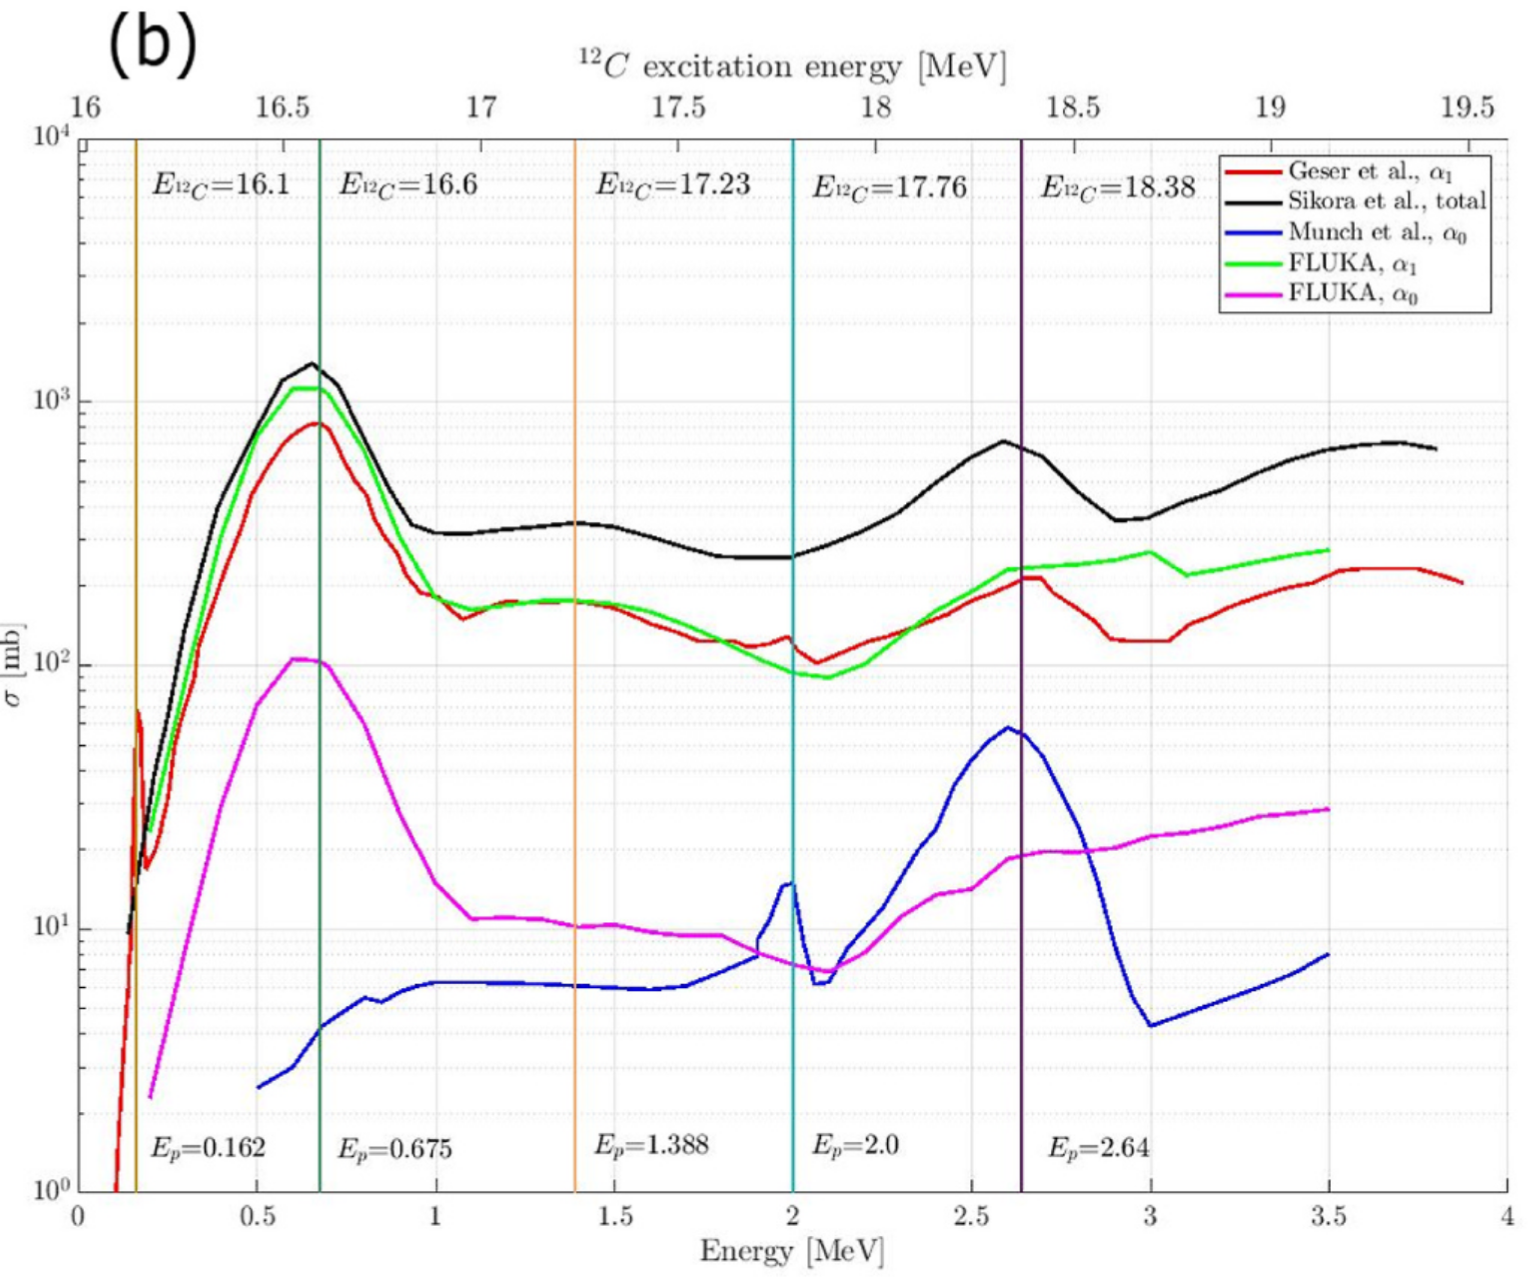 (b)
¹²C excitation energy [MeV]
16 16.5 17 17.5 18 18.5 19 19.5
10⁴
E¹²C=16.1 E¹²C=16.6 E¹²C=17.23 E¹²C=17.76 E¹²C=18.38
Geser et al., α₁
Sikora et al., total
Munch et al., α₀
FLUKA, α₁
FLUKA, α₀
10³
10²
σ [mb]
10¹
Eₚ=0.162 Eₚ=0.675 Eₚ=1.388 Eₚ=2.0 Eₚ=2.64
10⁰
0 0.5 1 1.5 2 2.5 3 3.5 4
Energy [MeV]